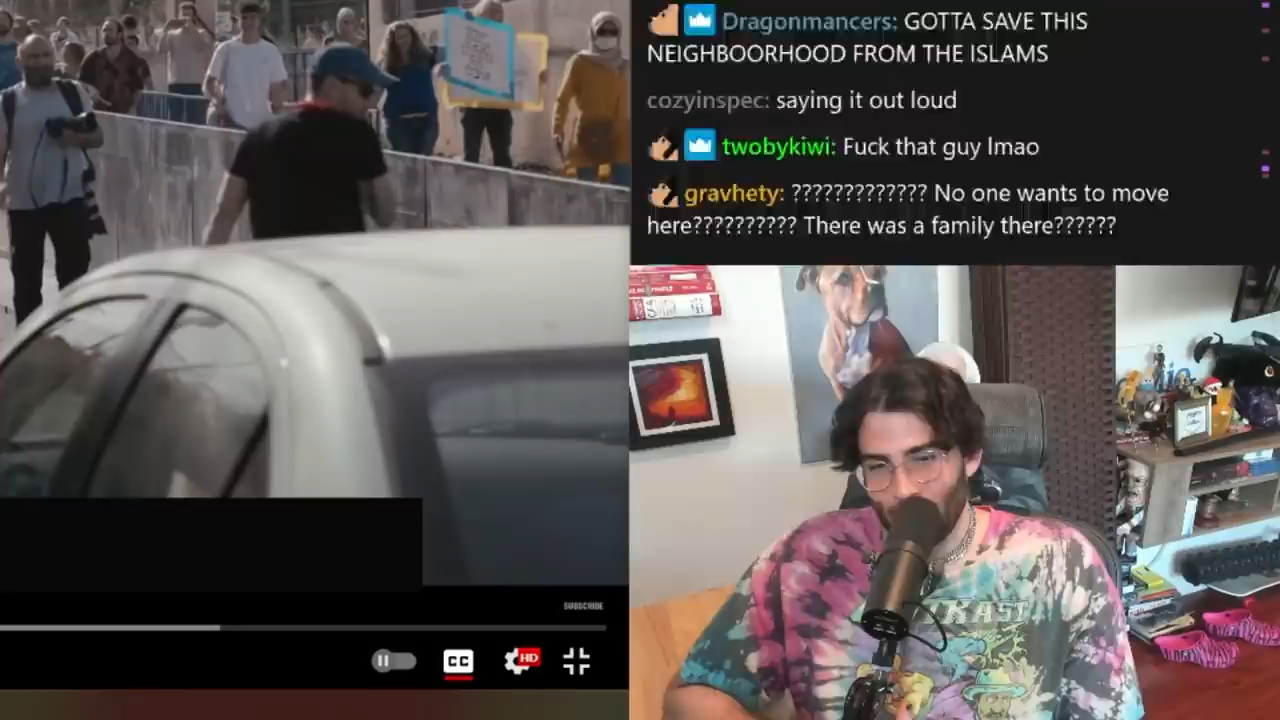 Dragonmancers: GOTTA SAVE THIS
NEIGHBOORHOOD FROM THE ISLAMS
cozyinspec: saying it out loud
twobykiwi: Fuck that guy lmao
gravhety: ????????????? No one wants to move
here?????????? There was a family there??????
SUBSCRIBE
CC
HD